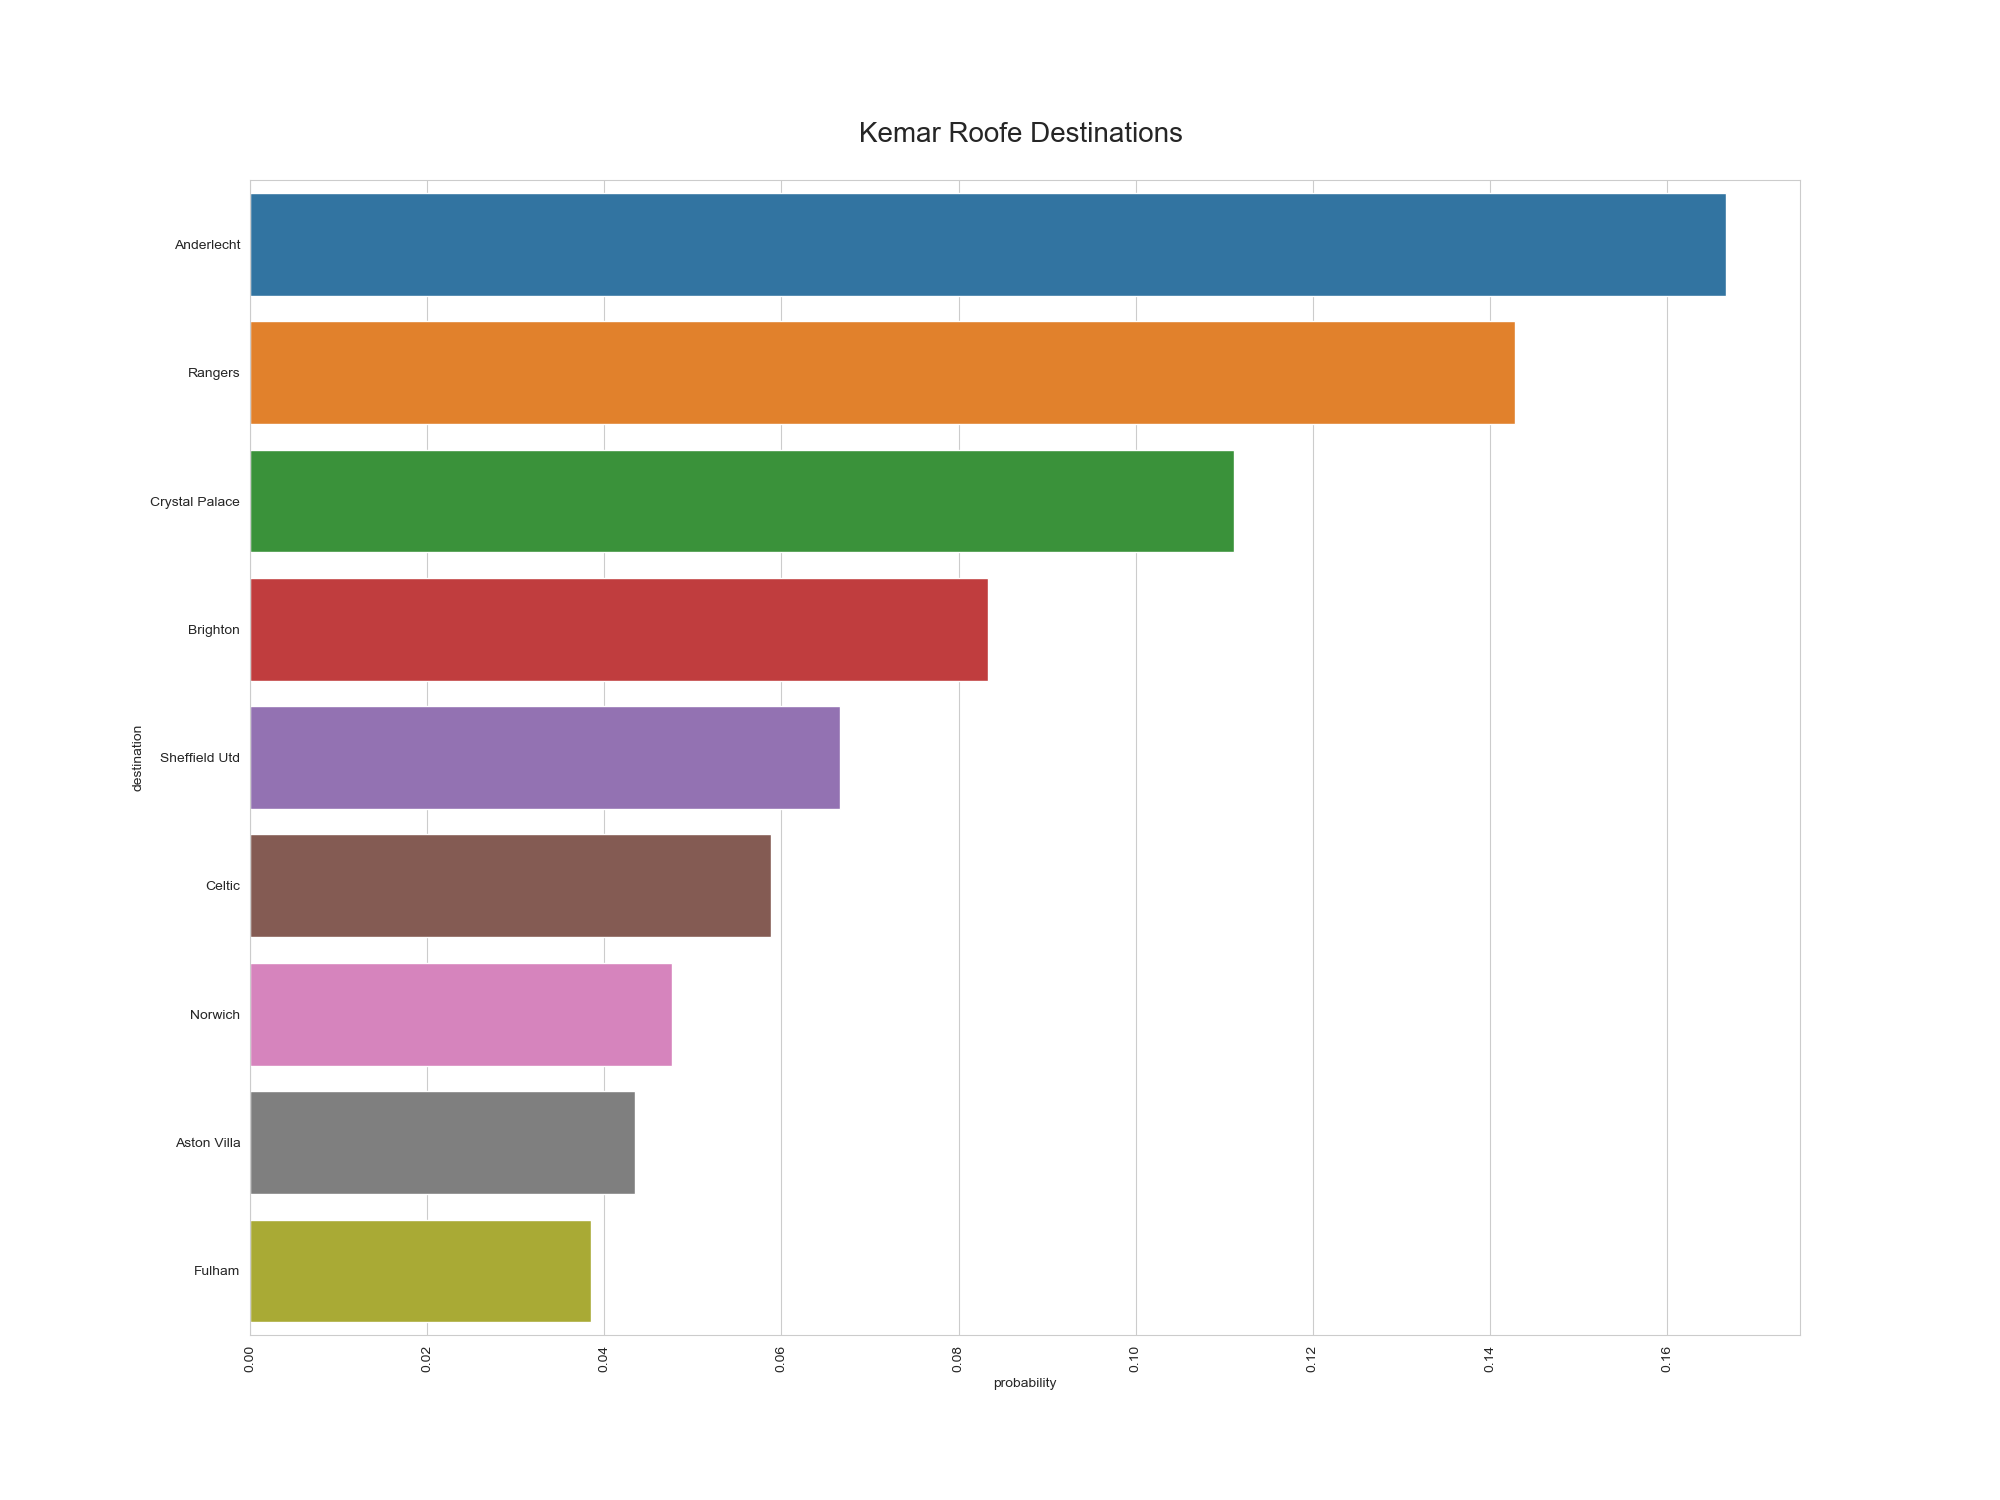 Kemar Roofe Destinations
destination
Anderlecht
Rangers
Crystal Palace
Brighton
Sheffield Utd
Celtic
Norwich
Aston Villa
Fulham
0.00
0.02
0.04
0.06
0.08
0.10
0.12
0.14
0.16
probability